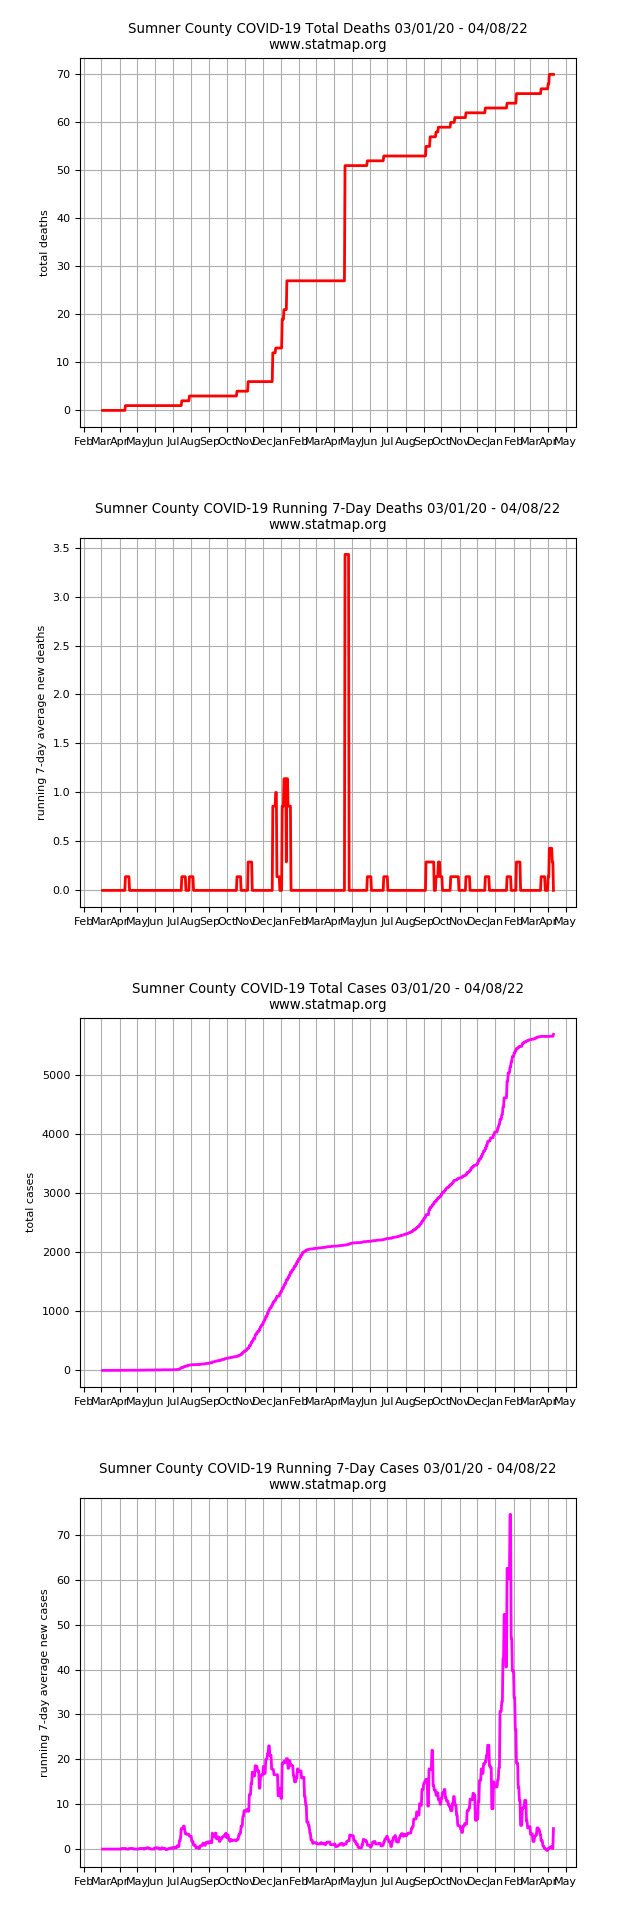 Sumner County COVID-19 Total Deaths 03/01/20 - 04/08/22
www.statmap.org
70
60
50
40
30
20
10
0
total deaths
Feb Mar Apr May Jun Jul Aug Sep Oct Nov Dec Jan Feb Mar Apr May Jun Jul Aug Sep Oct Nov Dec Jan Feb Mar Apr May
Sumner County COVID-19 Running 7-Day Deaths 03/01/20 - 04/08/22
www.statmap.org
3.5
3.0
2.5
2.0
1.5
1.0
0.5
0.0
running 7-day average new deaths
Feb Mar Apr May Jun Jul Aug Sep Oct Nov Dec Jan Feb Mar Apr May Jun Jul Aug Sep Oct Nov Dec Jan Feb Mar Apr May
Sumner County COVID-19 Total Cases 03/01/20 - 04/08/22
www.statmap.org
5000
4000
3000
2000
1000
0
total cases
Feb Mar Apr May Jun Jul Aug Sep Oct Nov Dec Jan Feb Mar Apr May Jun Jul Aug Sep Oct Nov Dec Jan Feb Mar Apr May
Sumner County COVID-19 Running 7-Day Cases 03/01/20 - 04/08/22
www.statmap.org
70
60
50
40
30
20
10
0
running 7-day average new cases
Feb Mar Apr May Jun Jul Aug Sep Oct Nov Dec Jan Feb Mar Apr May Jun Jul Aug Sep Oct Nov Dec Jan Feb Mar Apr May